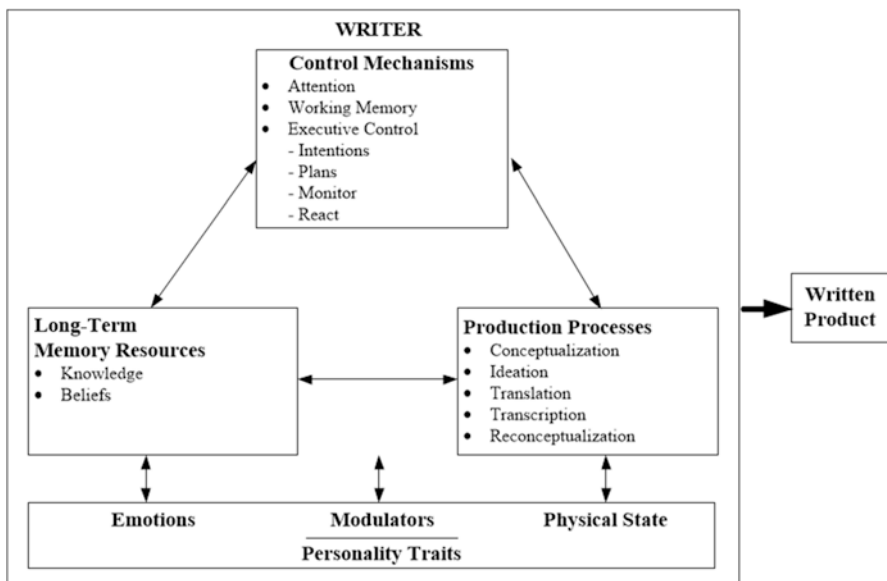 WRITER
Control Mechanisms
• Attention
• Working Memory
• Executive Control
- Intentions
- Plans
- Monitor
- React
Long-Term
Memory Resources
• Knowledge
• Beliefs
Production Processes
• Conceptualization
• Ideation
• Translation
• Transcription
• Reconceptualization
Written
Product
Emotions Modulators Physical State
Personality Traits